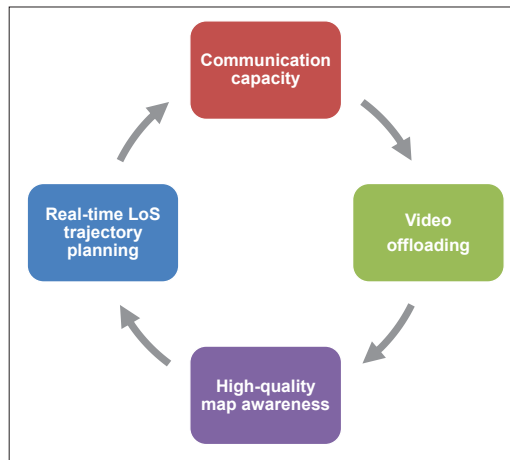 Communication
capacity
Video
offloading
High-quality
map awareness
Real-time LoS
trajectory
planning